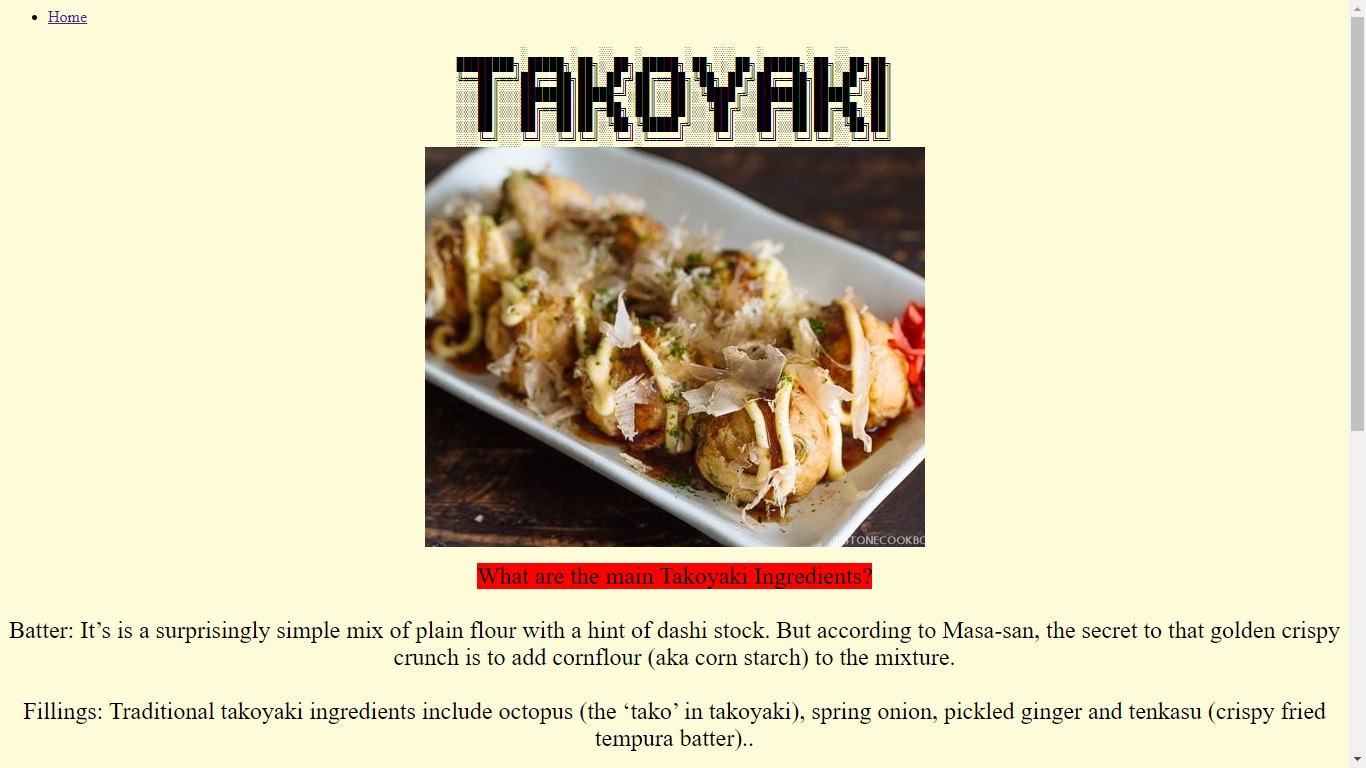 Home
TAKOYAKI
What are the main Takoyaki Ingredients?
Batter: It’s is a surprisingly simple mix of plain flour with a hint of dashi stock. But according to Masa-san, the secret to that golden crispy
crunch is to add cornflour (aka corn starch) to the mixture.
Fillings: Traditional takoyaki ingredients include octopus (the ‘tako’ in takoyaki), spring onion, pickled ginger and tenkasu (crispy fried
tempura batter)..